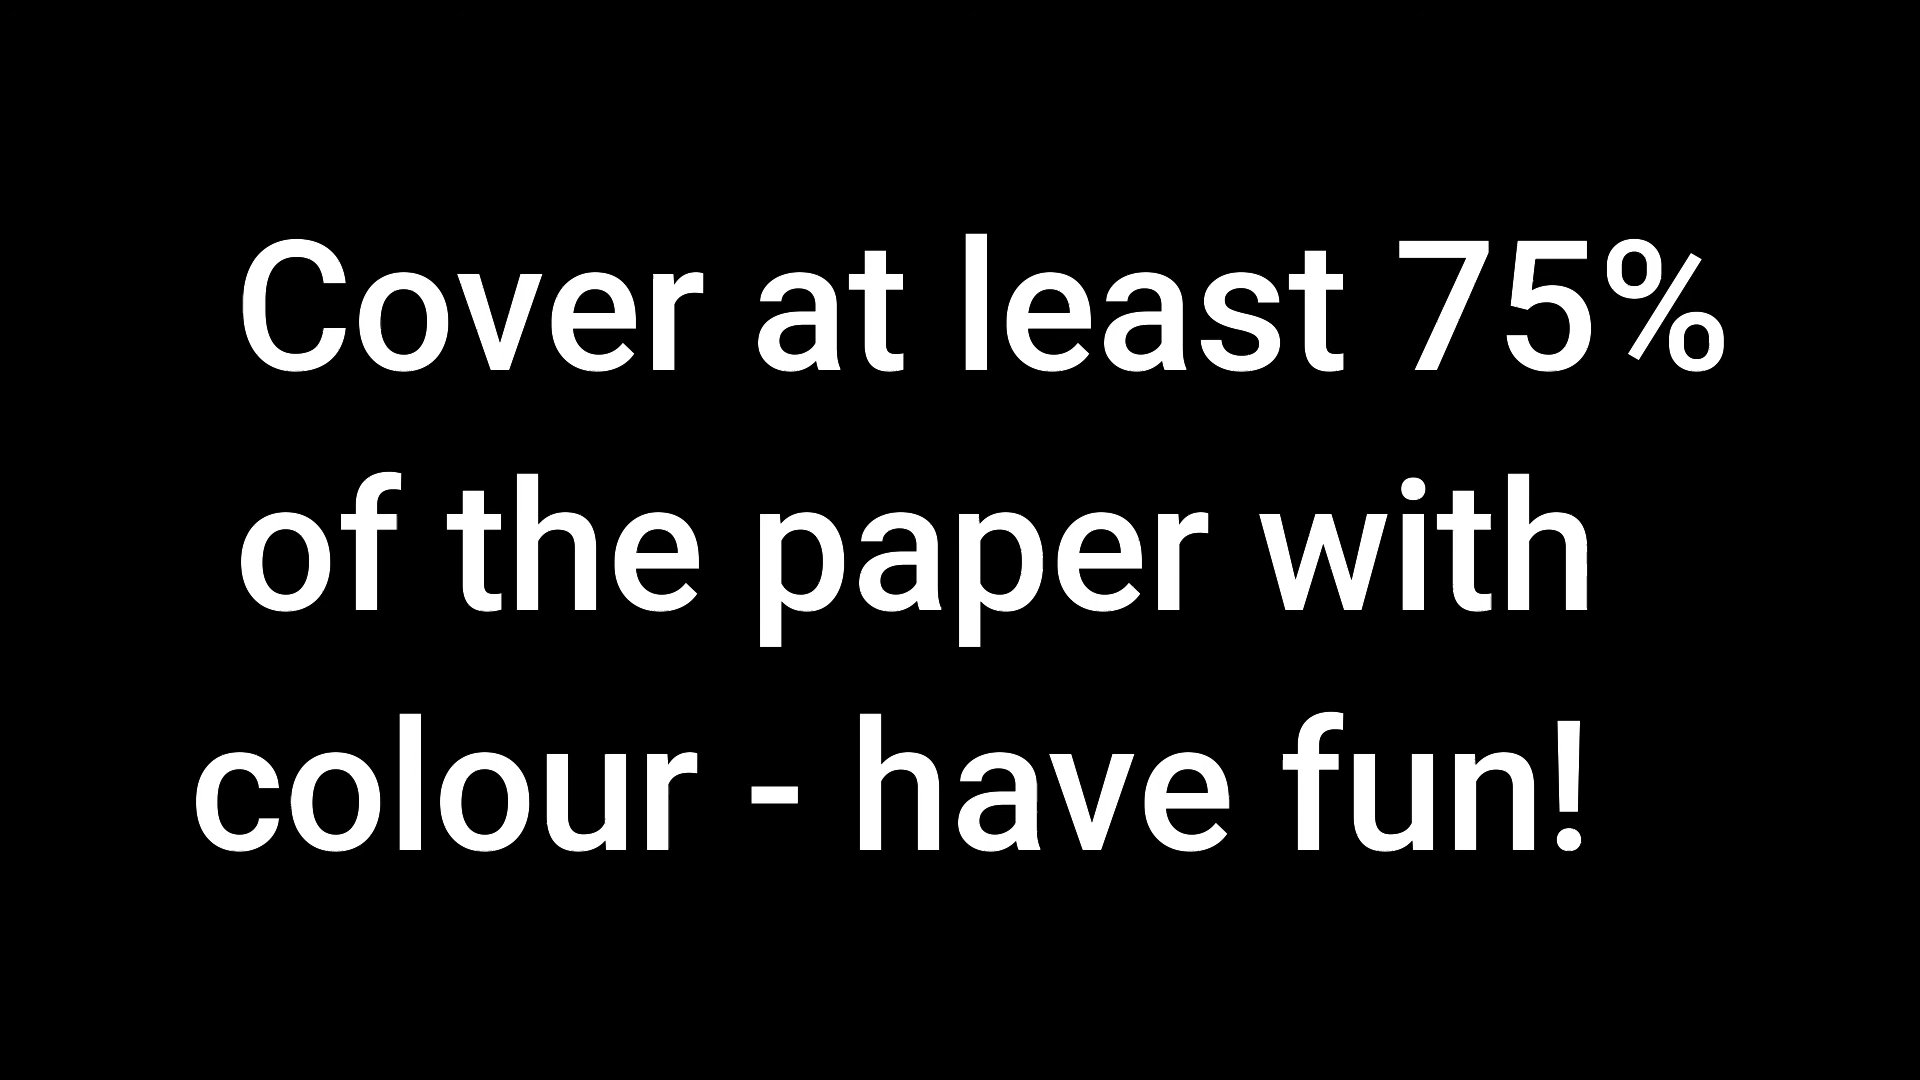 Cover at least 75%
of the paper with
colour - have fun!